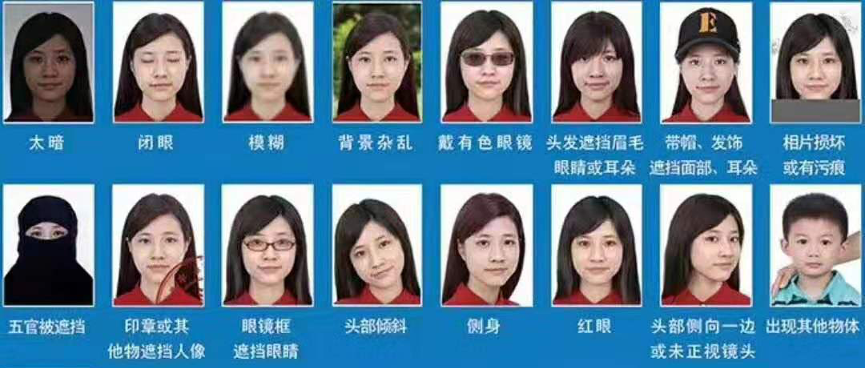 太暗
闭眼
模糊
背景杂乱
戴有色眼镜
头发遮挡眉毛
眼睛或耳朵
带帽、发饰
遮挡面部、耳朵
相片损坏
或有污痕
E
五官被遮挡
印章或其
他物遮挡人像
眼镜框
遮挡眼睛
头部倾斜
侧身
红眼
头部侧向一边
或未正视镜头
出现其他物体